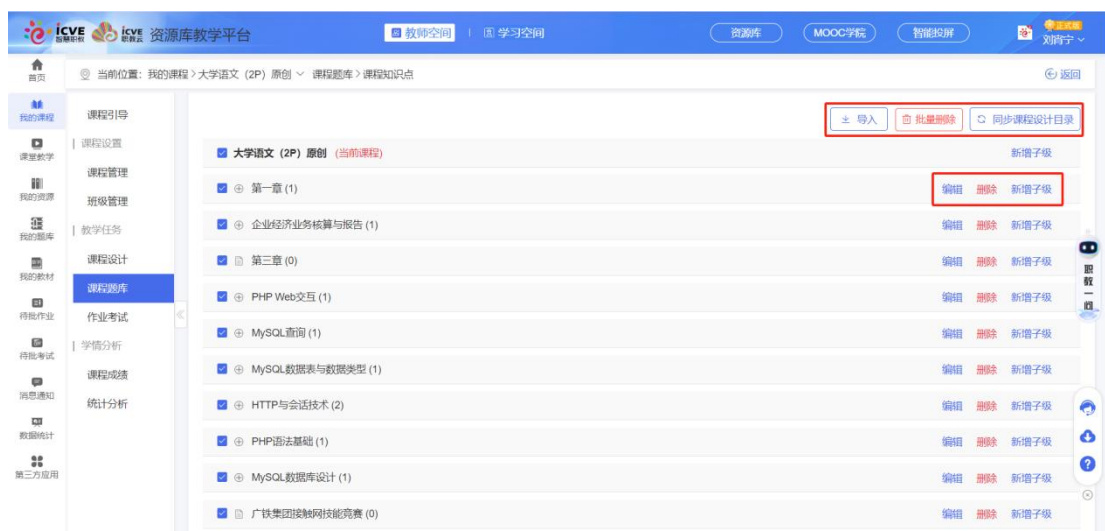 icve 智慧职教 icve 职教云 资源库教学平台 教师空间 学习空间 资源库 MOOC学院 智能投屏 正式版 刘肖宁
首页 当前位置：我的课程 > 大学语文（2P）原创 课程题库 > 课程知识点 返回
我的课程
课堂教学
我的资源
我的题库
我的教材
待批作业
待批考试
消息通知
数据统计
第三方应用
课程引导
课程设置
课程管理
班级管理
教学任务
课程设计
课程题库
作业考试
学情分析
课程成绩
统计分析
导入 批量删除 同步课程设计目录
大学语文（2P）原创 (当前课程) 新增子级
第一章 (1) 编辑 删除 新增子级
企业经济业务核算与报告 (1) 编辑 删除 新增子级
第三章 (0) 编辑 删除 新增子级
PHP Web交互 (1) 编辑 删除 新增子级
MySQL查询 (1) 编辑 删除 新增子级
MySQL数据表与数据类型 (1) 编辑 删除 新增子级
HTTP与会话技术 (2) 编辑 删除 新增子级
PHP语法基础 (1) 编辑 删除 新增子级
MySQL数据库设计 (1) 编辑 删除 新增子级
广铁集团接触网技能竞赛 (0) 编辑 删除 新增子级
职教一问